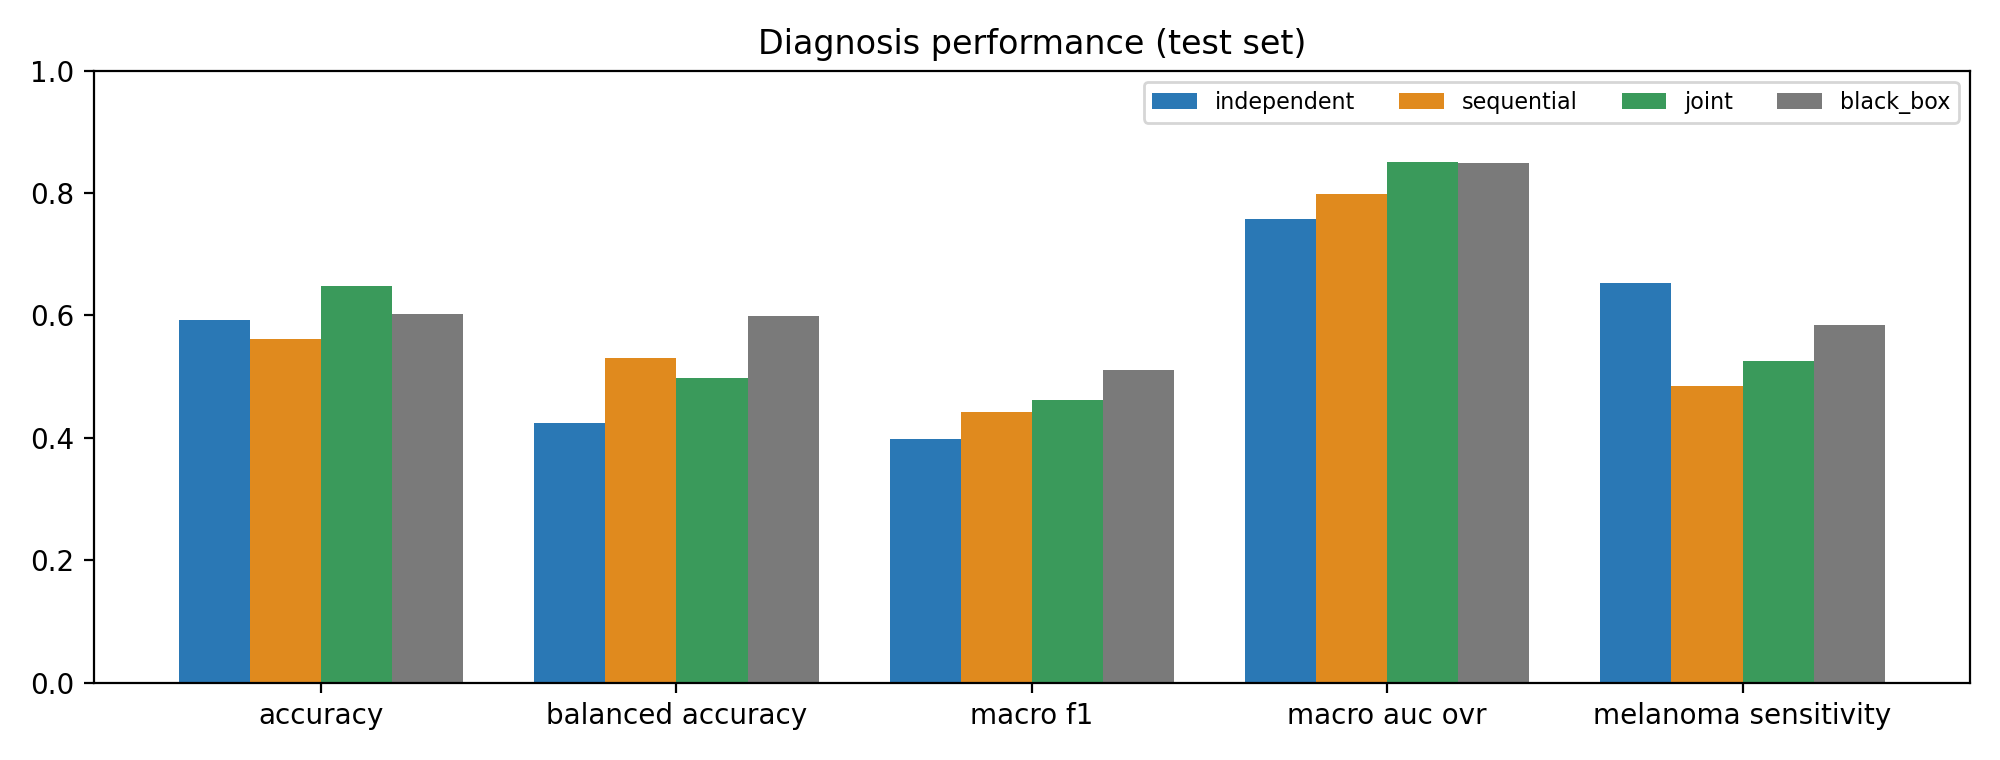 Diagnosis performance (test set)
independent sequential joint black_box
1.0
0.8
0.6
0.4
0.2
0.0
accuracy balanced accuracy macro f1 macro auc ovr melanoma sensitivity